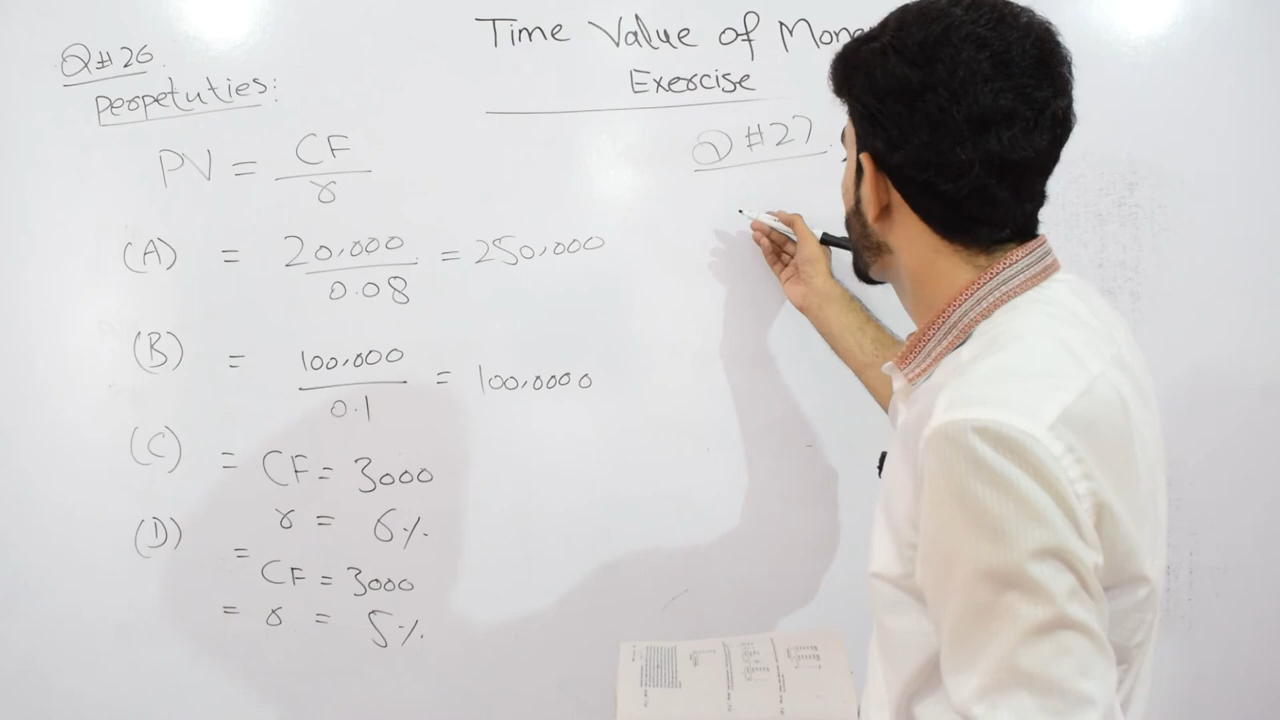 Time Value of Mone
Exercise
Q#26.
Perpetuties:
PV = CF / r
(A) = 20,000 / 0.08 = 250,000
(B) = 100,000 / 0.1 = 100,0000
(C) = CF = 3000
r = 6%
(D) =
CF = 3000
= r = 5%
Q #27